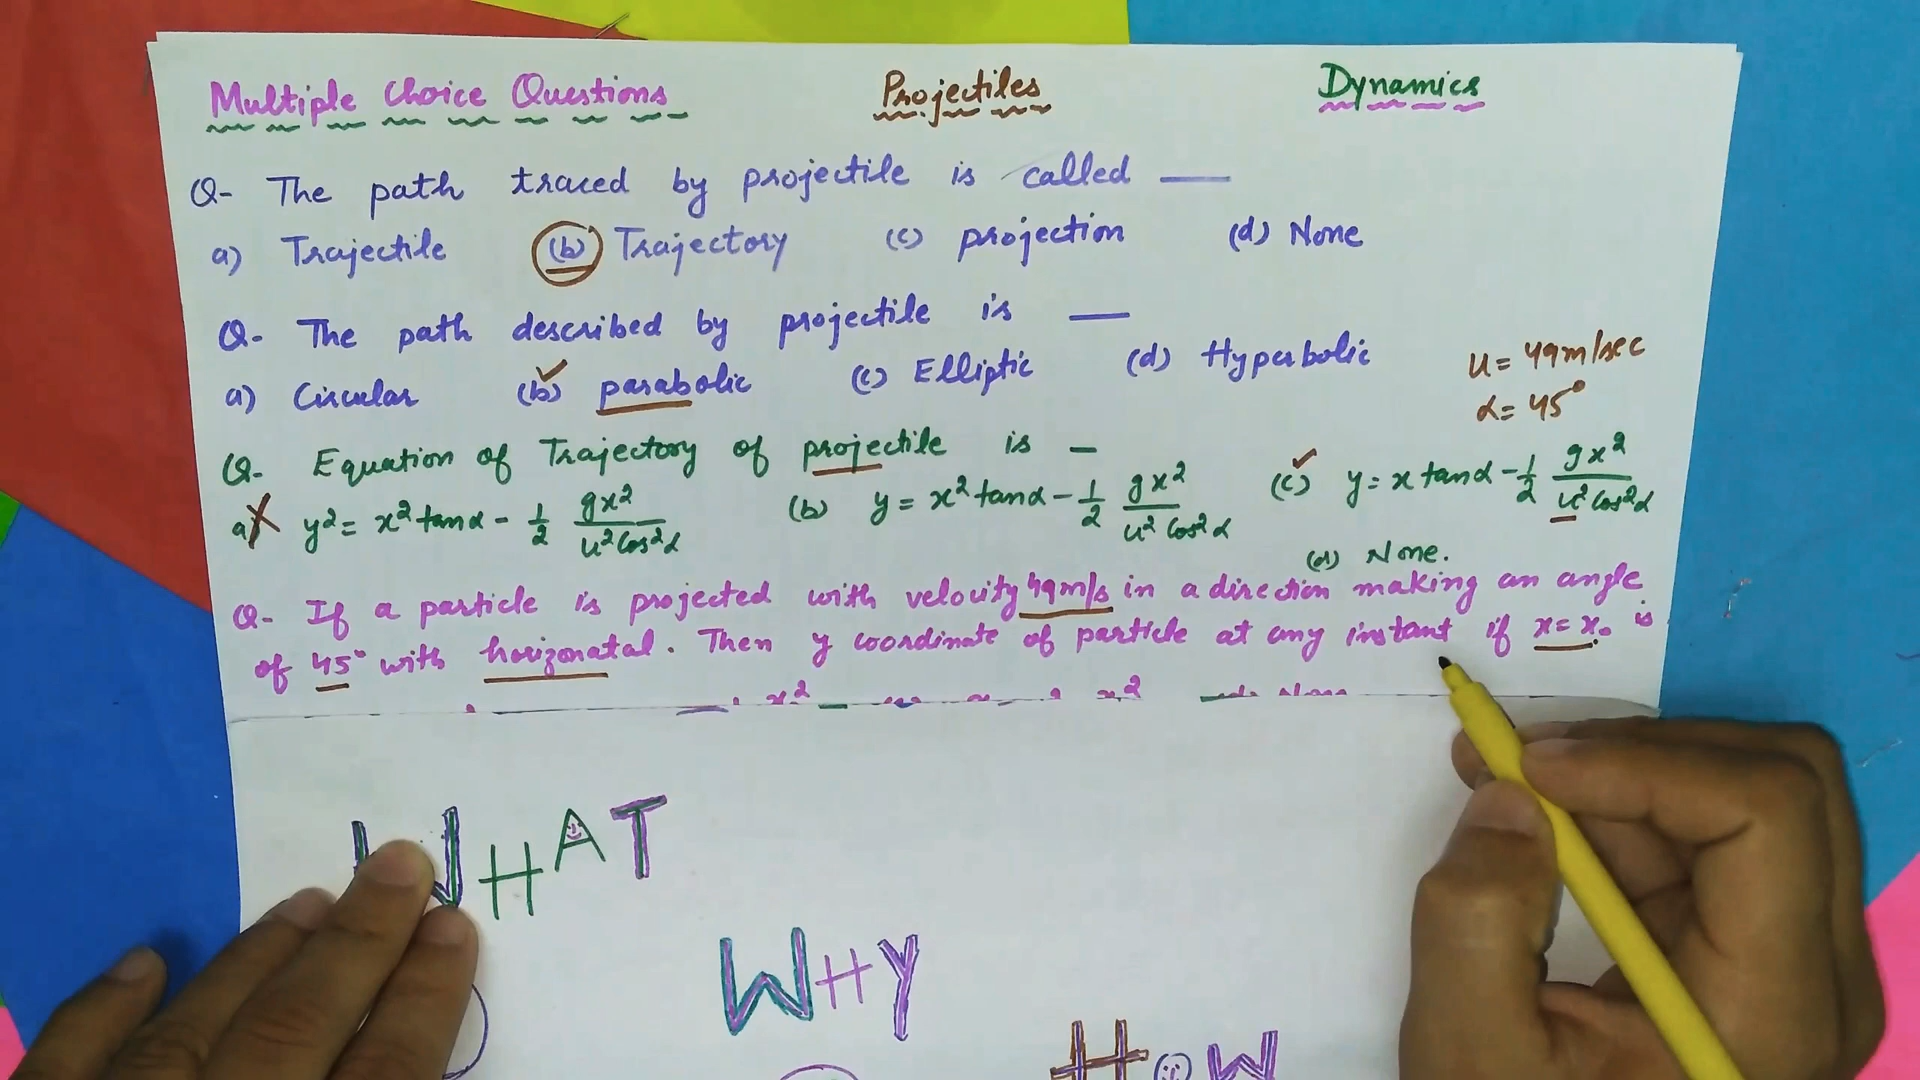 Multiple Choice Questions Projectiles Dynamics
Q- The path traced by projectile is called —
a) Trajectile (b) Trajectory (c) projection (d) None
Q- The path described by projectile is —
a) Circular (b) parabolic (c) Elliptic (d) Hyperbolic
u = 49m/sec
α = 45°
Q- Equation of Trajectory of projectile is –
a) y² = x² tanα - 1/2 gx²/u²cos²α (b) y = x² tanα - 1/2 gx²/u²cos²α (c) y = x tanα - 1/2 gx²/u²cos²α
(d) None.
Q- If a particle is projected with velocity 49m/s in a direction making an angle
of 45° with horizonatal. Then y coordinate of particle at any instant if x = x₀ is
WHAT
WHY
HOW